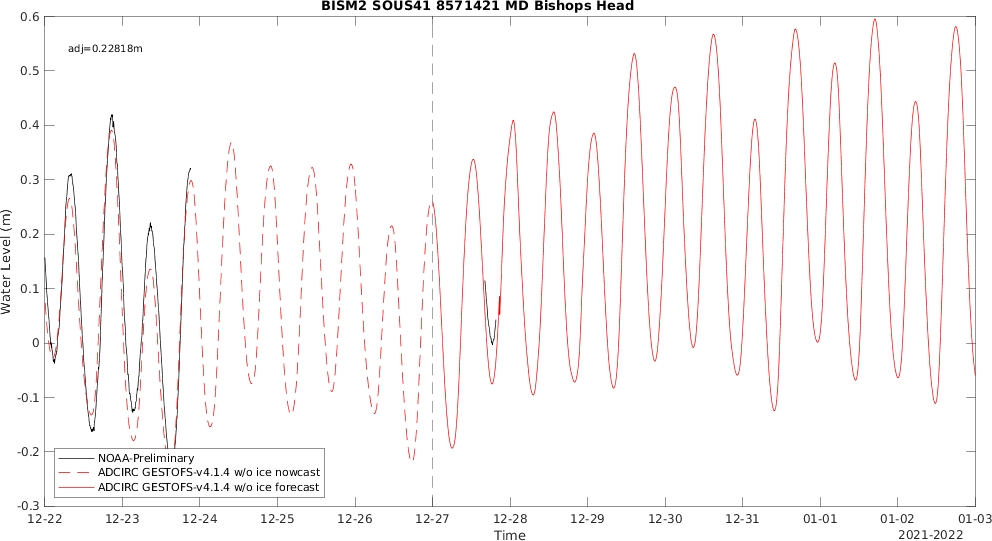 BISM2 SOUS41 8571421 MD Bishops Head
adj=0.22818m
0.6
0.5
0.4
0.3
0.2
0.1
0
-0.1
-0.2
-0.3
Water Level (m)
NOAA-Preliminary
ADCIRC GESTOFS-v4.1.4 w/o ice nowcast
ADCIRC GESTOFS-v4.1.4 w/o ice forecast
12-22 12-23 12-24 12-25 12-26 12-27 12-28 12-29 12-30 12-31 01-01 01-02 01-03
Time
2021-2022